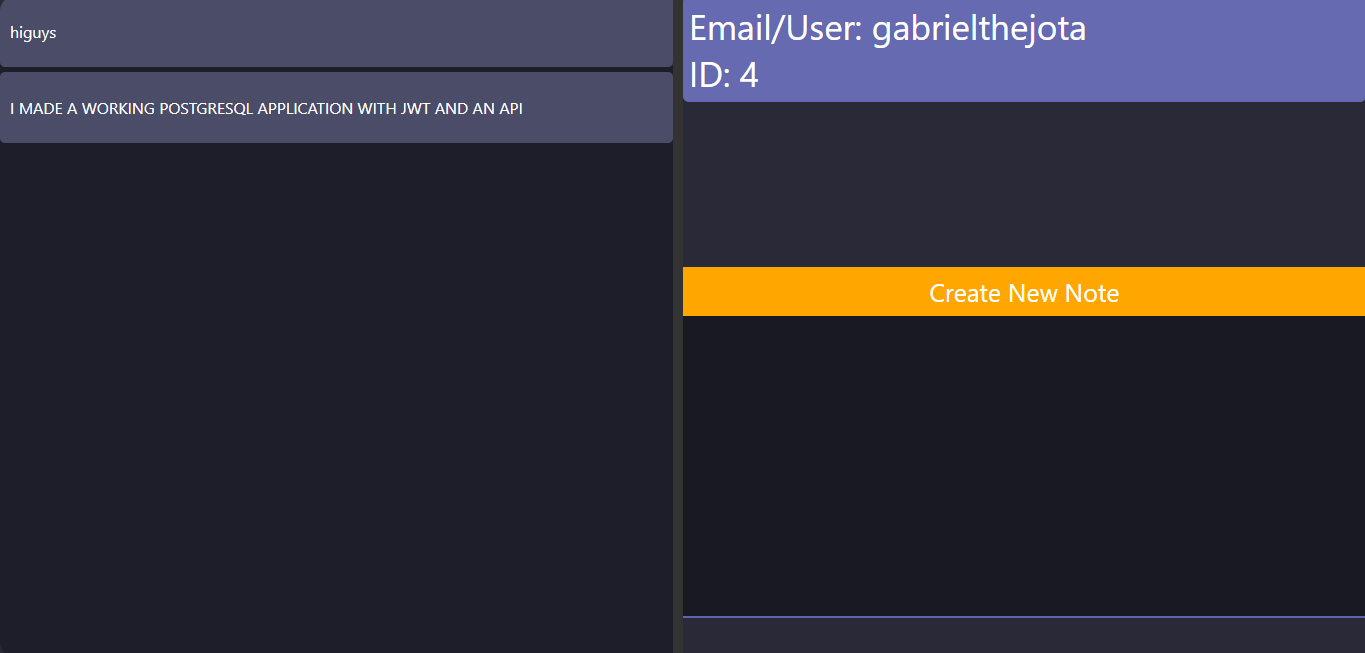 higuys
I MADE A WORKING POSTGRESQL APPLICATION WITH JWT AND AN API
Email/User: gabrielthejota
ID: 4
Create New Note